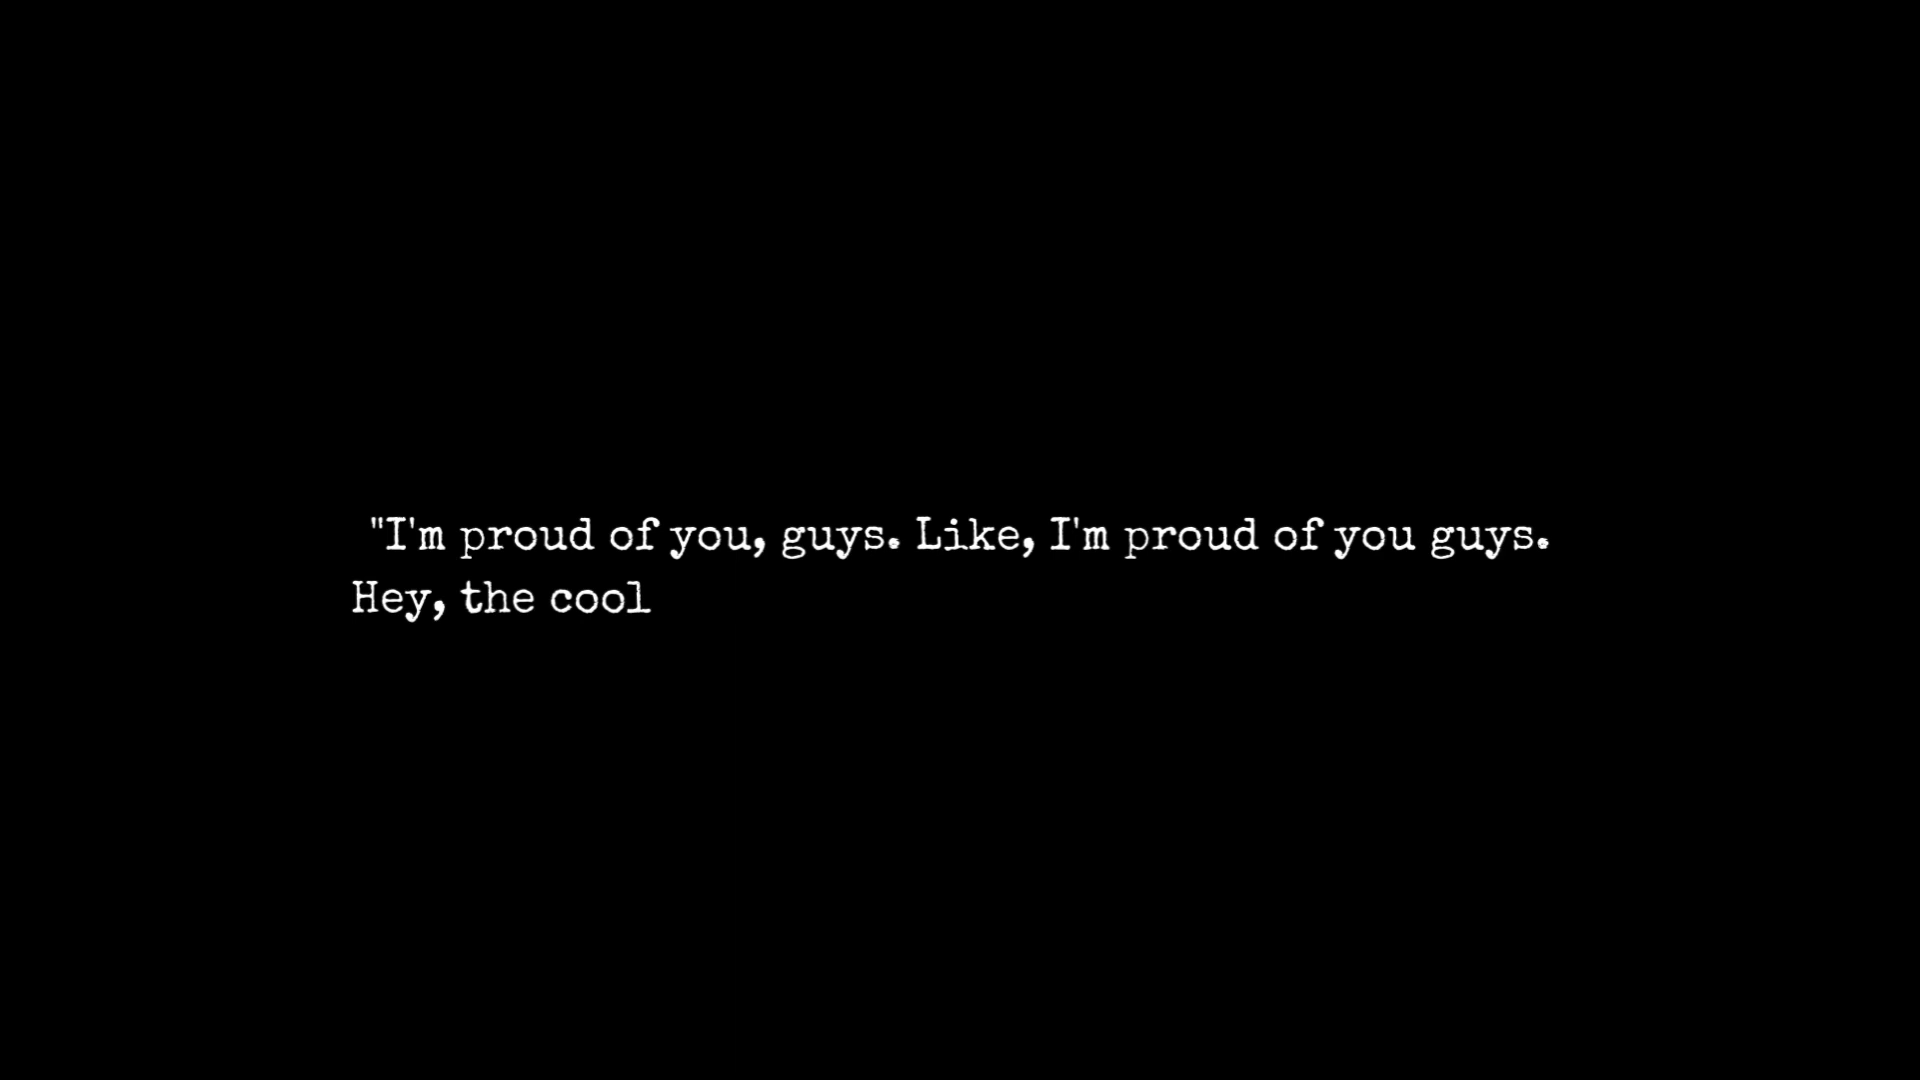 "I'm proud of you, guys. Like, I'm proud of you guys.
Hey, the cool